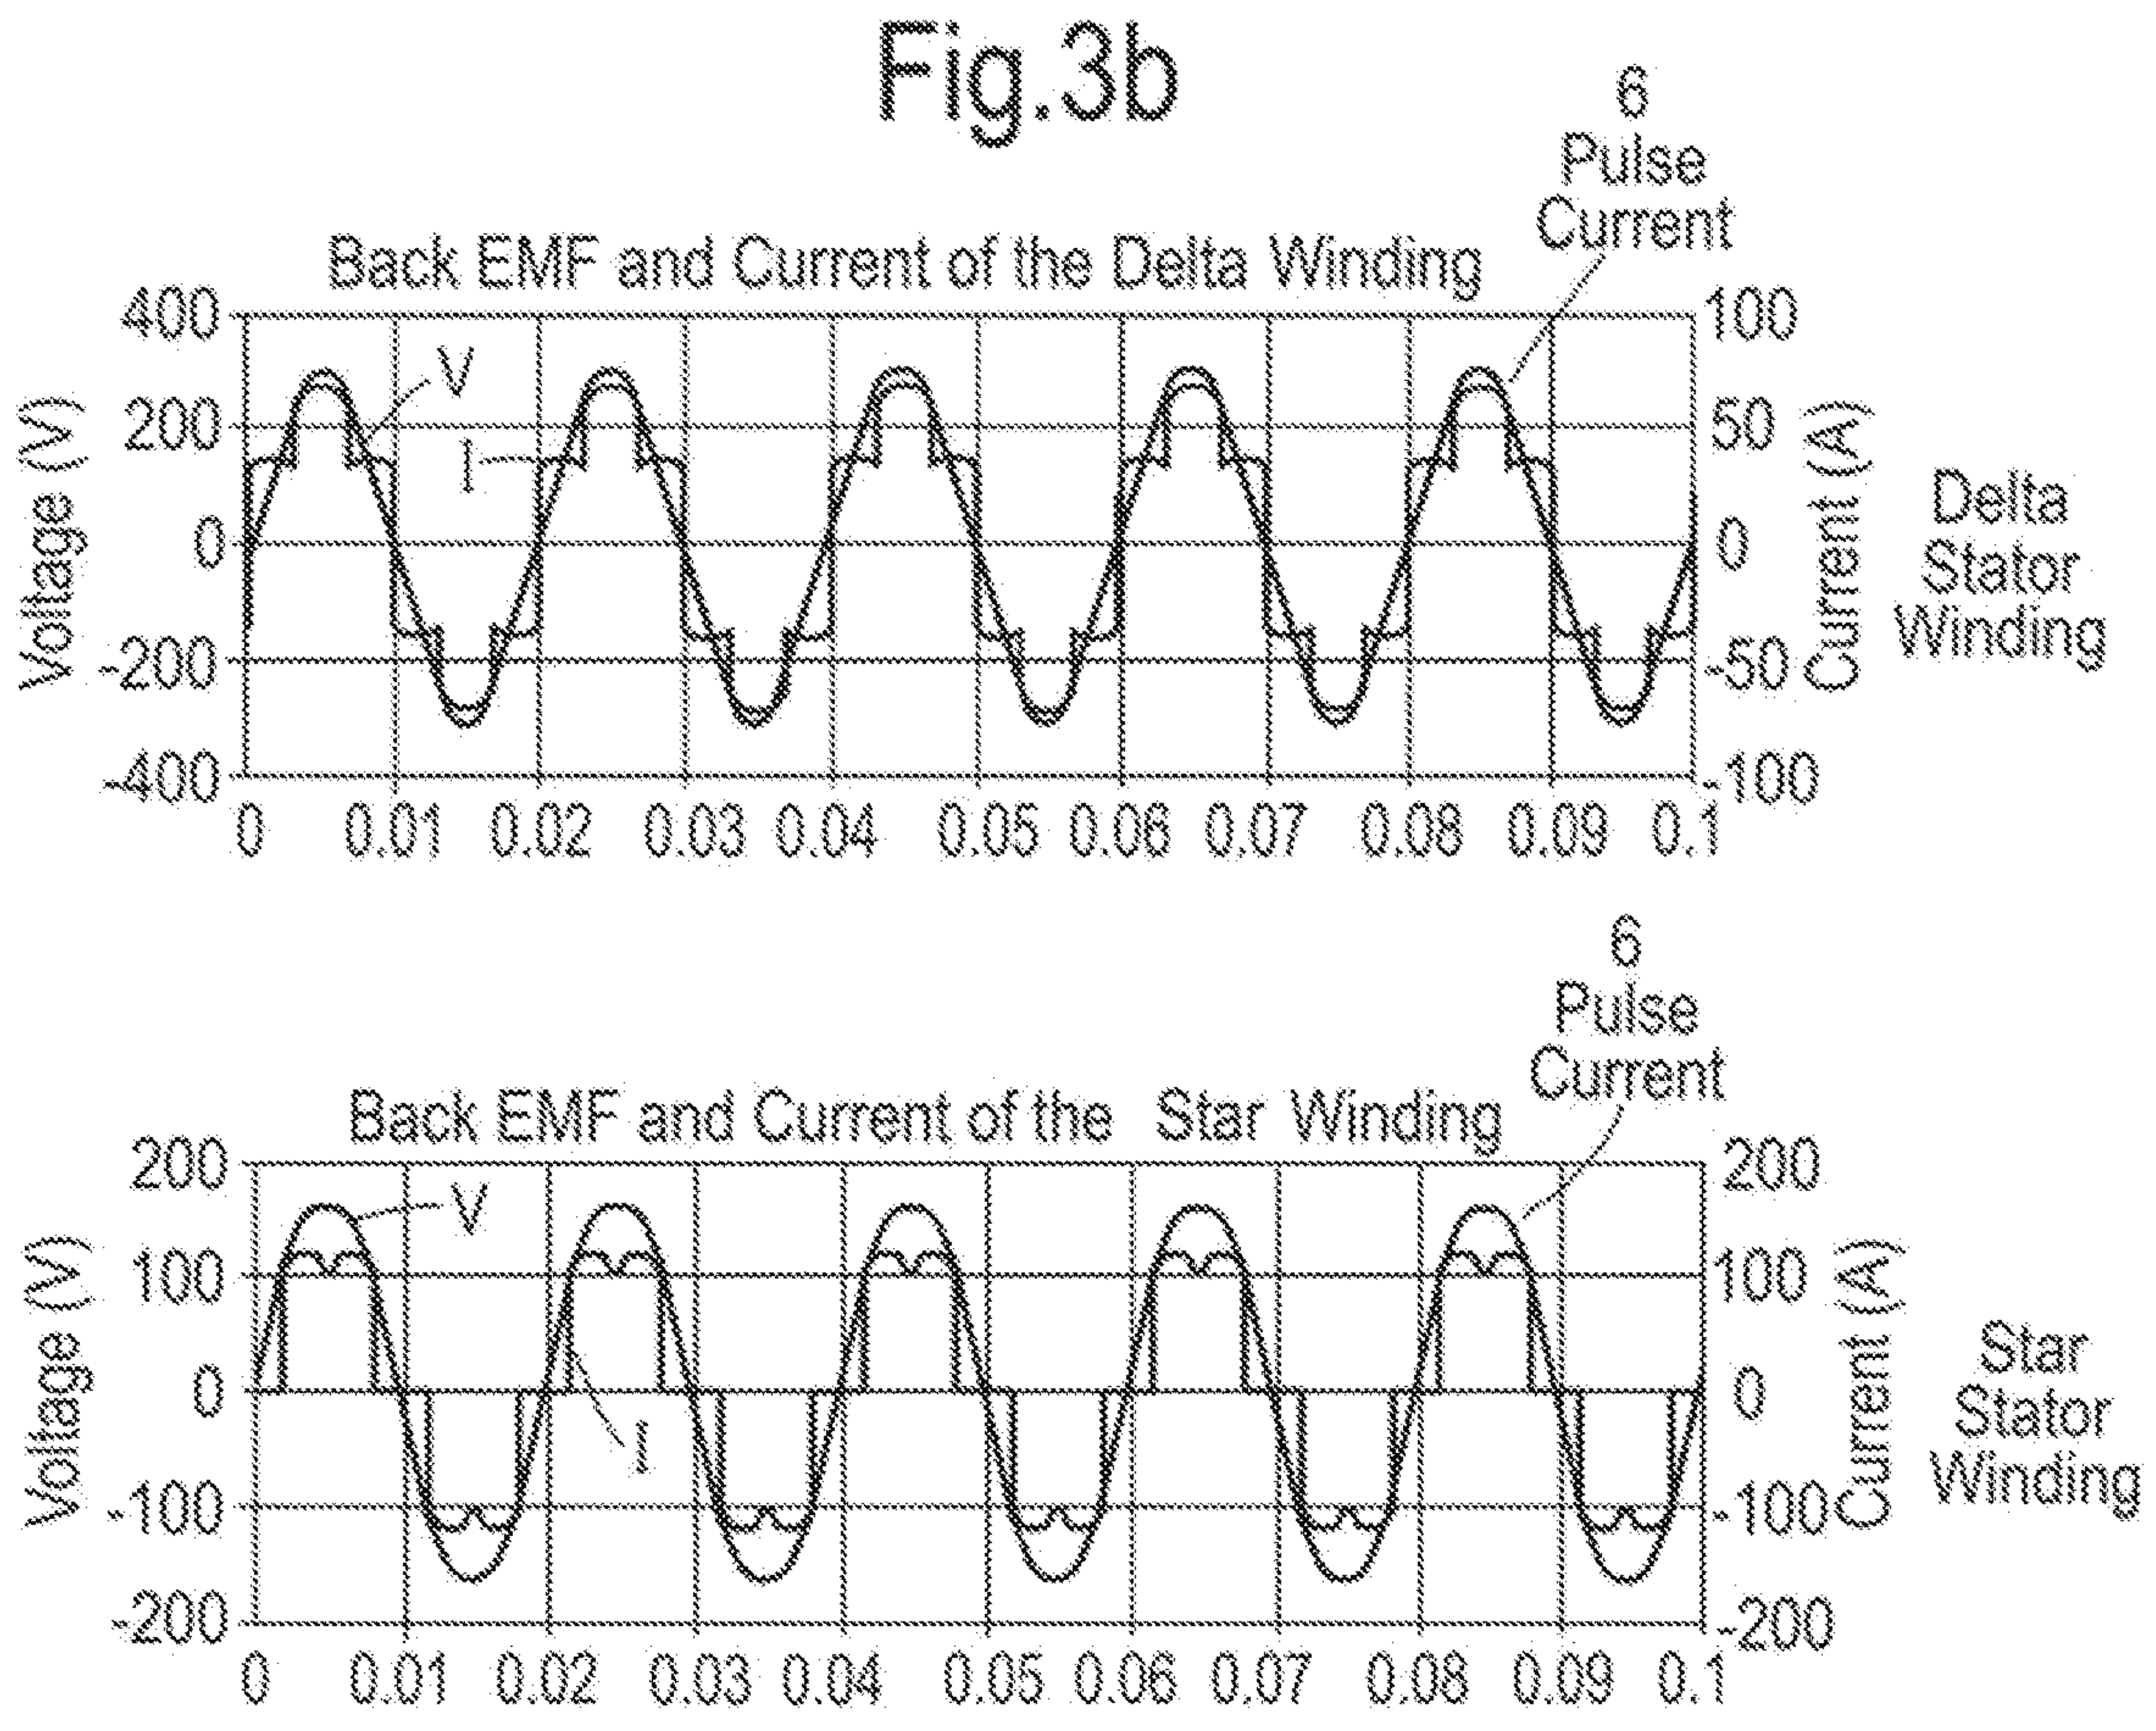 Fig.3b
6
Pulse
Current
Back EMF and Current of the Delta Winding
400
200
0
-200
-400
Voltage (V)
V
I
100
50
0
-50
-100
Current (A)
Delta
Stator
Winding
0 0.01 0.02 0.03 0.04 0.05 0.06 0.07 0.08 0.09 0.1
6
Pulse
Current
Back EMF and Current of the Star Winding
200
100
0
-100
-200
Voltage (V)
V
I
200
100
0
-100
-200
Current (A)
Star
Stator
Winding
0 0.01 0.02 0.03 0.04 0.05 0.06 0.07 0.08 0.09 0.1